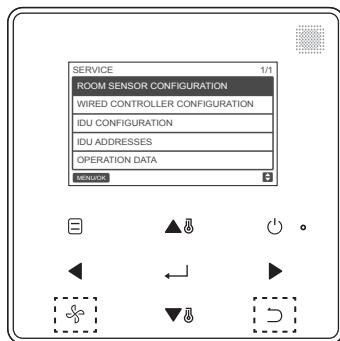 SERVICE 1/1
ROOM SENSOR CONFIGURATION
WIRED CONTROLLER CONFIGURATION
IDU CONFIGURATION
IDU ADDRESSES
OPERATION DATA
MENU/OK